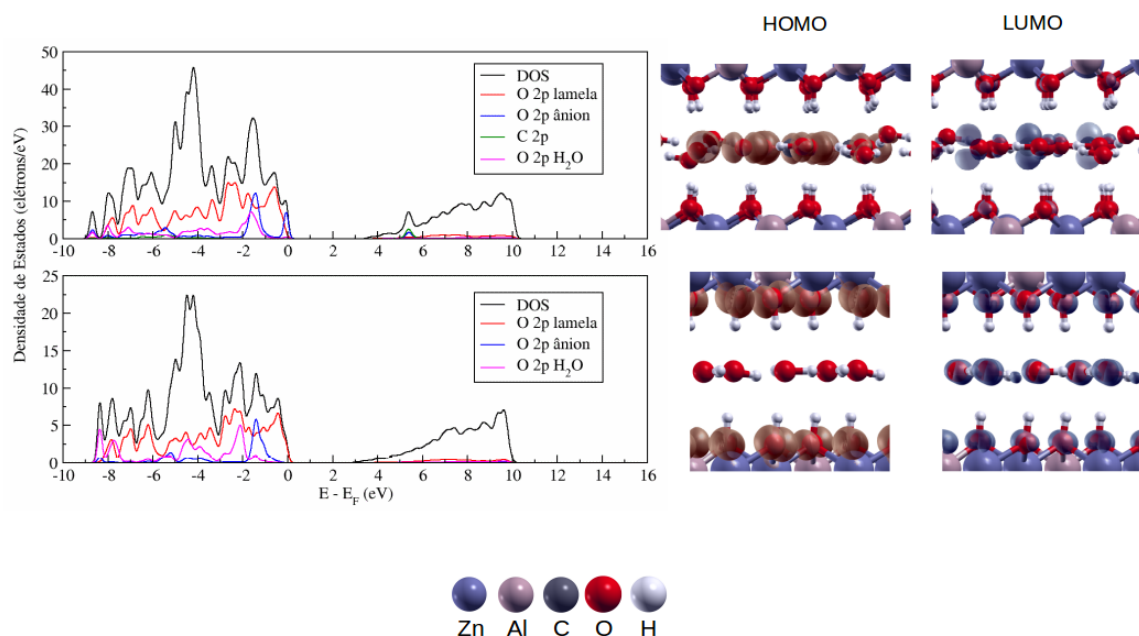 HOMO
LUMO
Densidade de Estados (elétrons/eV)
50
40
30
20
10
0
DOS
O 2p lamela
O 2p ânion
C 2p
O 2p H₂O
-10 -8 -6 -4 -2 0 2 4 6 8 10 12 14 16
25
20
15
10
5
0
DOS
O 2p lamela
O 2p ânion
O 2p H₂O
-10 -8 -6 -4 -2 0 2 4 6 8 10 12 14 16
E - E_F (eV)
Zn Al C O H